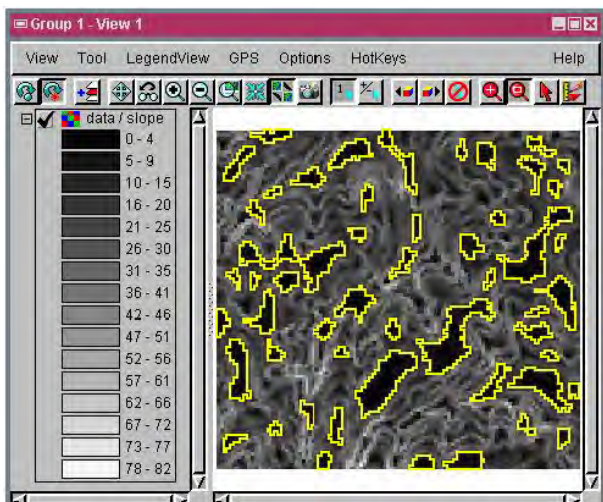 Group 1 - View 1
View Tool LegendView GPS Options HotKeys Help
data / slope
0 - 4
5 - 9
10 - 15
16 - 20
21 - 25
26 - 30
31 - 35
36 - 41
42 - 46
47 - 51
52 - 56
57 - 61
62 - 66
67 - 72
73 - 77
78 - 82